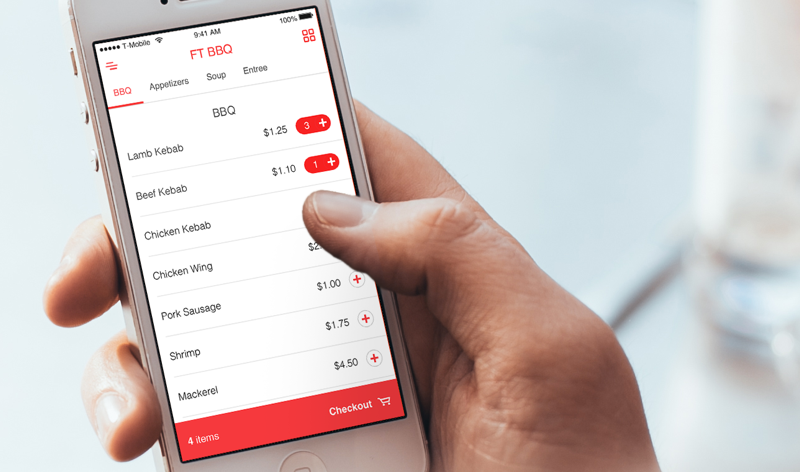 T-Mobile 9:41 AM 100%
FT BBQ
BBQ Appetizers Soup Entree
BBQ
Lamb Kebab $1.25 3 +
Beef Kebab $1.10 1 +
Chicken Kebab
Chicken Wing
Pork Sausage $1.00 +
Shrimp $1.75 +
Mackerel $4.50 +
4 items Checkout